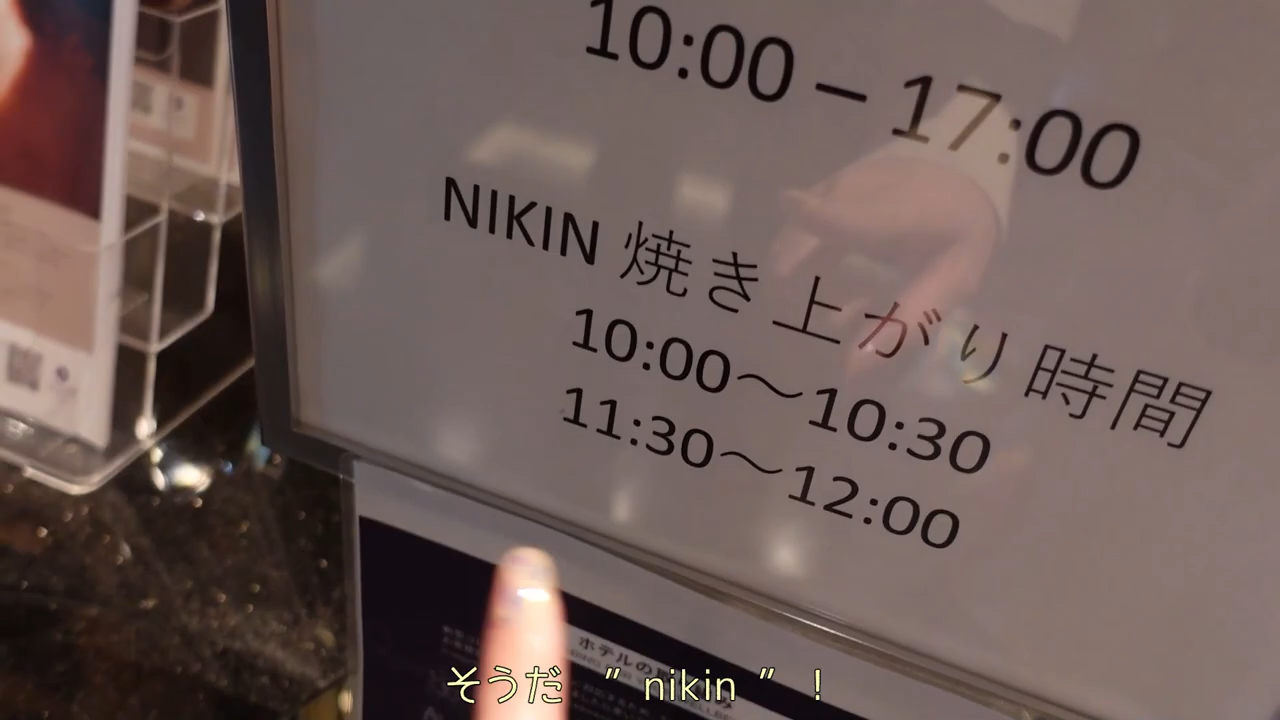 10:00 – 17:00
NIKIN 焼き上がり時間
10:00～10:30
11:30～12:00
ホテルの
そうだ ” nikin ” !